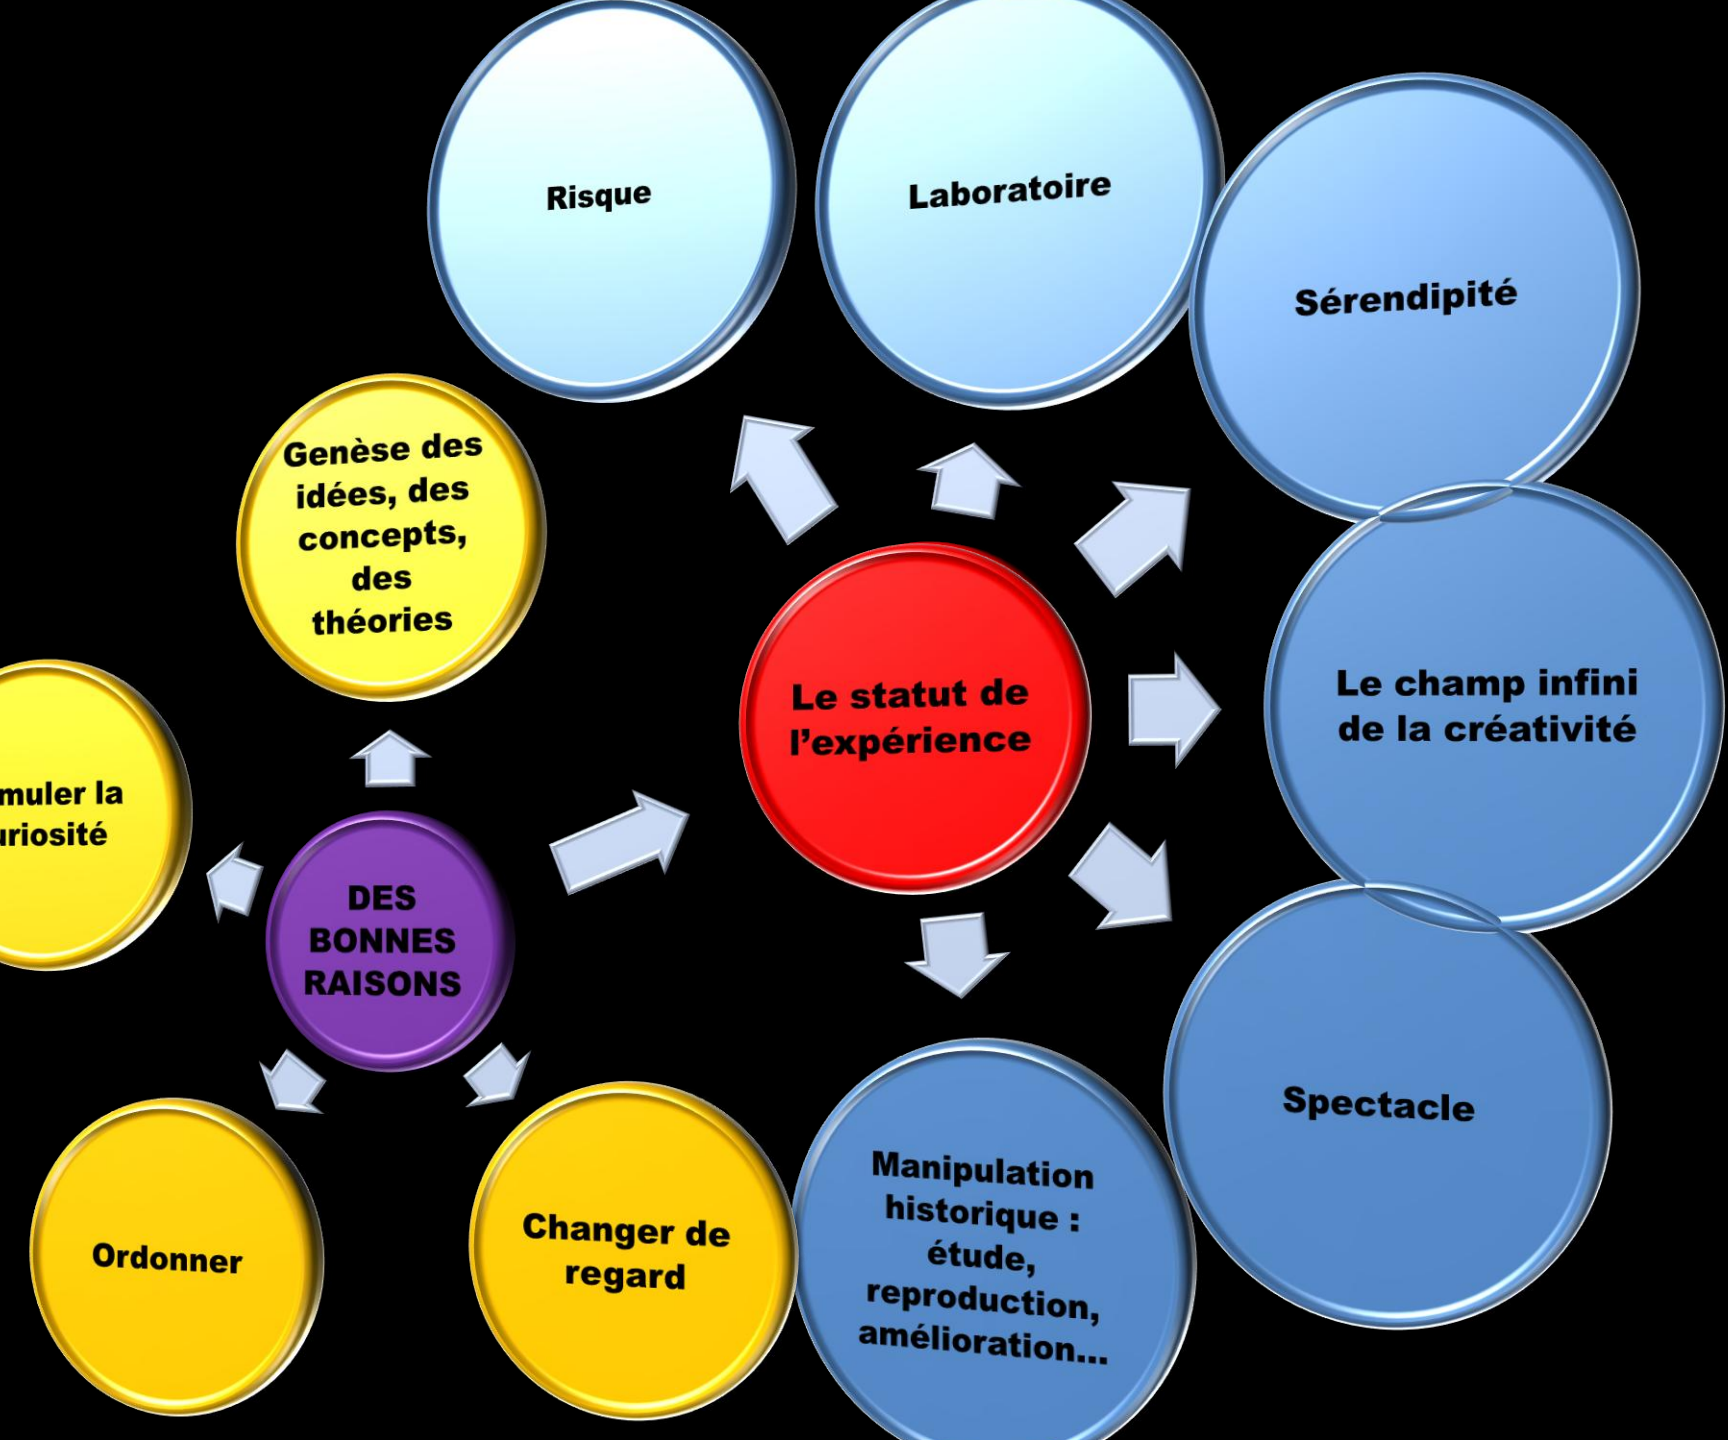 Risque
Laboratoire
Sérendipité
Genèse des
idées, des
concepts,
des
théories
Le statut de
l’expérience
Le champ infini
de la créativité
muler la
uriosité
DES
BONNES
RAISONS
Spectacle
Manipulation
historique :
étude,
reproduction,
amélioration...
Changer de
regard
Ordonner